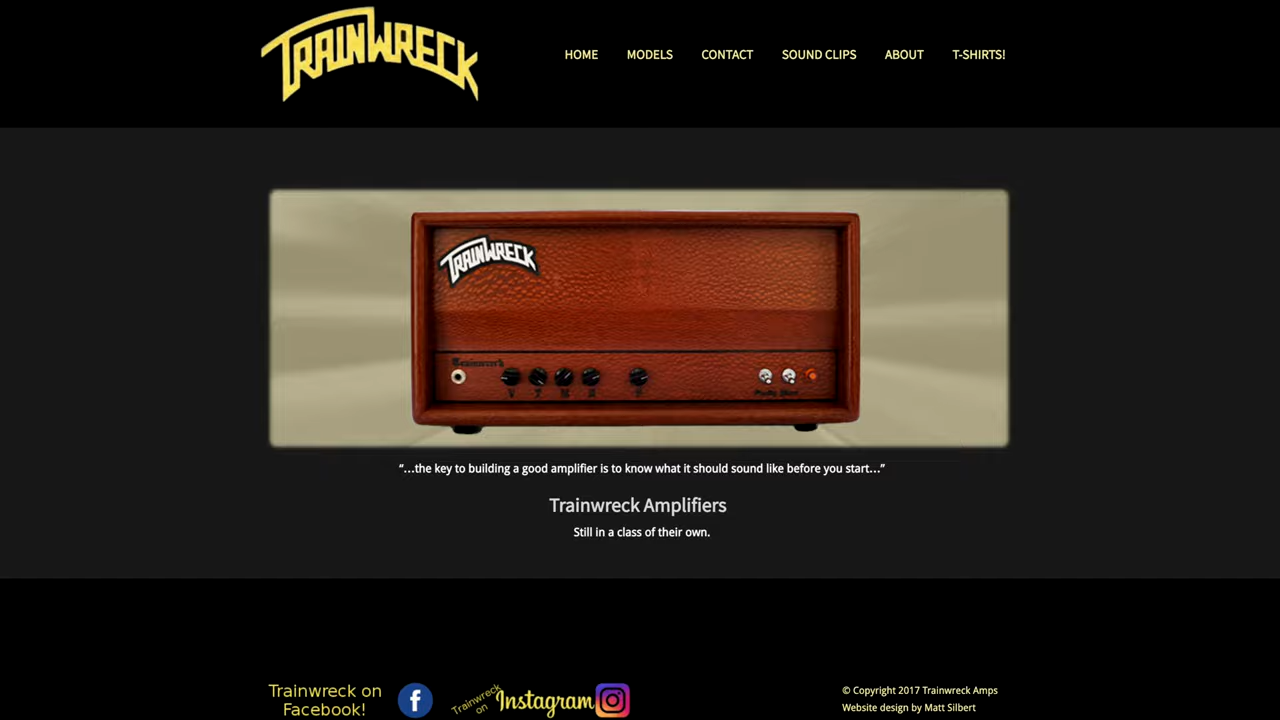 TRAINWRECK
HOME MODELS CONTACT SOUND CLIPS ABOUT T-SHIRTS!
TRAINWRECK
Trainwreck
“…the key to building a good amplifier is to know what it should sound like before you start…”
Trainwreck Amplifiers
Still in a class of their own.
Trainwreck on
Facebook!
Trainwreck
on
Instagram
© Copyright 2017 Trainwreck Amps
Website design by Matt Silbert